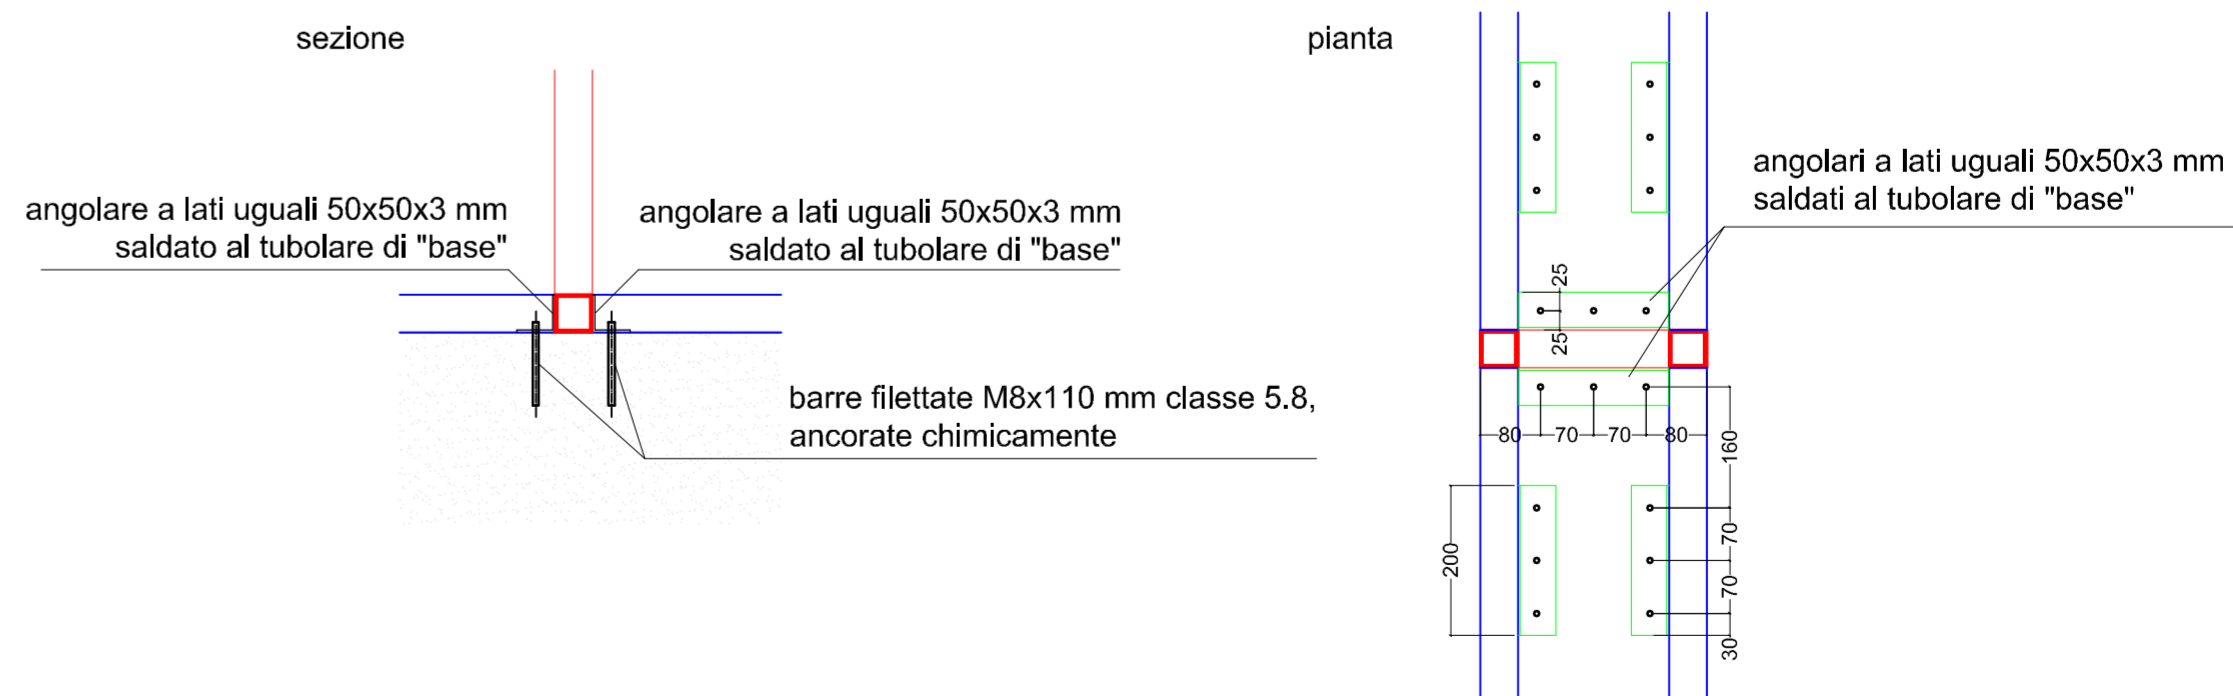 sezione
pianta
angolare a lati uguali 50x50x3 mm
saldato al tubolare di "base"
angolare a lati uguali 50x50x3 mm
saldato al tubolare di "base"
barre filettate M8x110 mm classe 5.8,
ancorate chimicamente
angolari a lati uguali 50x50x3 mm
saldati al tubolare di "base"
25
25
80
70
70
80
160
200
70
70
30